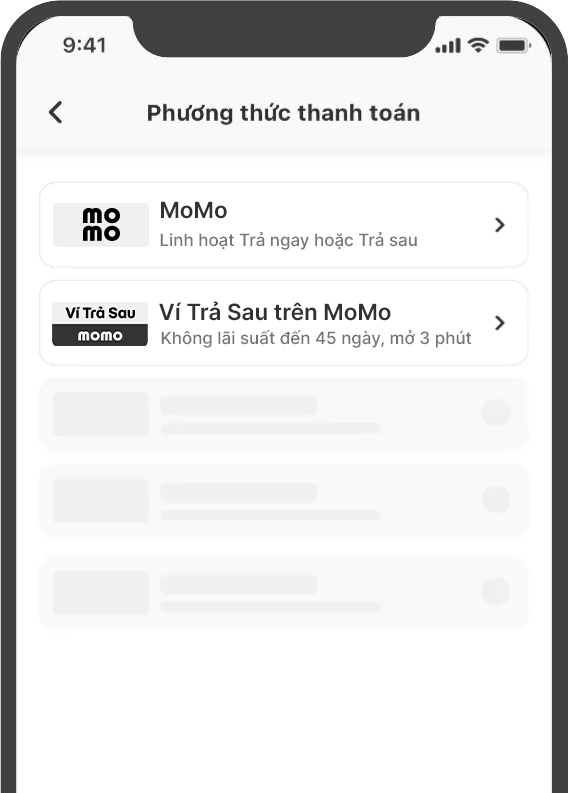 9:41
Phương thức thanh toán
mo
mo
MoMo
Linh hoạt Trả ngay hoặc Trả sau
Ví Trả Sau
momo
Ví Trả Sau trên MoMo
Không lãi suất đến 45 ngày, mở 3 phút